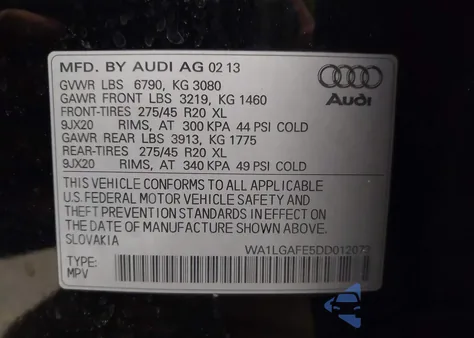 MFD. BY AUDI AG 02 13
GVWR LBS 6790, KG 3080
GAWR FRONT LBS 3219, KG 1460
FRONT-TIRES 275/45 R20 XL
9JX20 RIMS, AT 300 KPA 44 PSI COLD
GAWR REAR LBS 3913, KG 1775
REAR-TIRES 275/45 R20 XL
9JX20 RIMS, AT 340 KPA 49 PSI COLD
Audi
THIS VEHICLE CONFORMS TO ALL APPLICABLE
U.S. FEDERAL MOTOR VEHICLE SAFETY AND
THEFT PREVENTION STANDARDS IN EFFECT ON
THE DATE OF MANUFACTURE SHOWN ABOVE.
SLOVAKIA
WA1LGAFE5DD012073
TYPE:
MPV